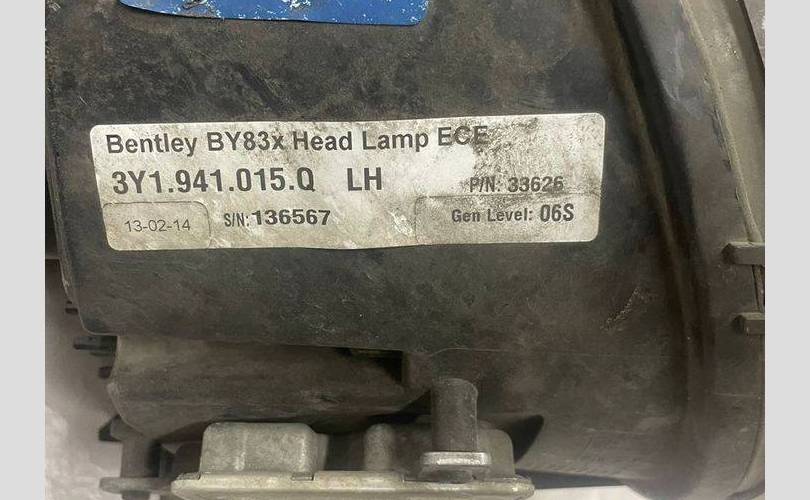 Bentley BY83x Head Lamp ECE
3Y1.941.015.Q LH P/N: 33626
13-02-14 S/N: 136567 Gen Level: 06S